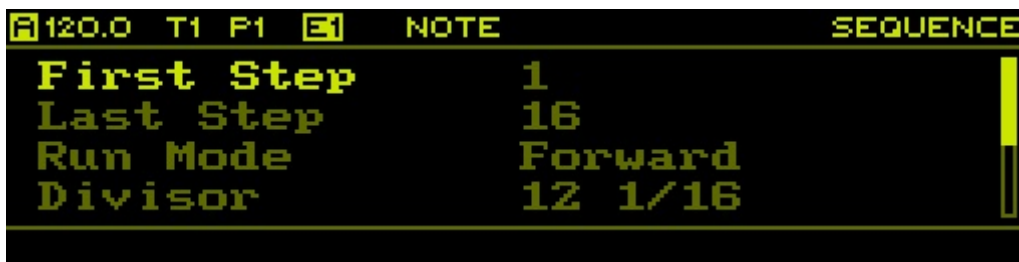 A 120.0 T1 P1 E1 NOTE SEQUENCE
First Step 1
Last Step 16
Run Mode Forward
Divisor 12 1/16